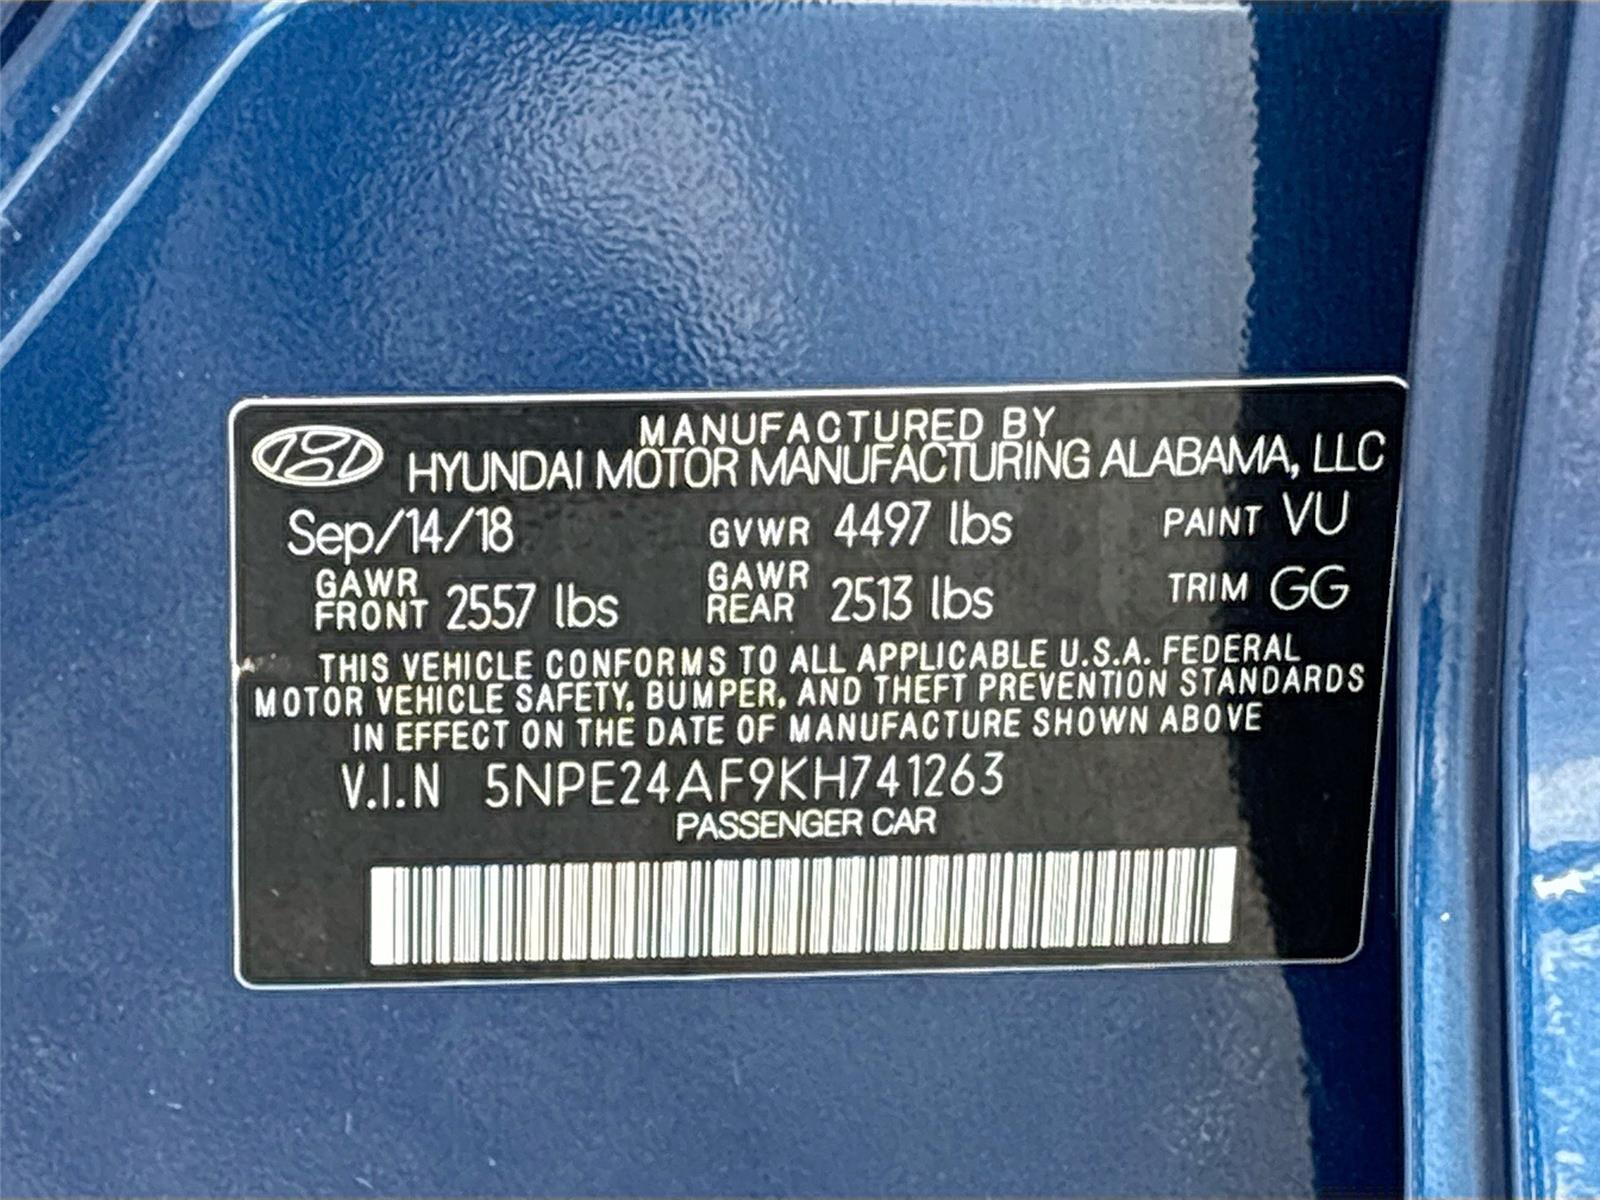 MANUFACTURED BY
HYUNDAI MOTOR MANUFACTURING ALABAMA, LLC
Sep/14/18 GVWR 4497 lbs PAINT VU
GAWR FRONT 2557 lbs GAWR REAR 2513 lbs TRIM GG
THIS VEHICLE CONFORMS TO ALL APPLICABLE U.S.A. FEDERAL
MOTOR VEHICLE SAFETY, BUMPER, AND THEFT PREVENTION STANDARDS
IN EFFECT ON THE DATE OF MANUFACTURE SHOWN ABOVE
V.I.N 5NPE24AF9KH741263
PASSENGER CAR